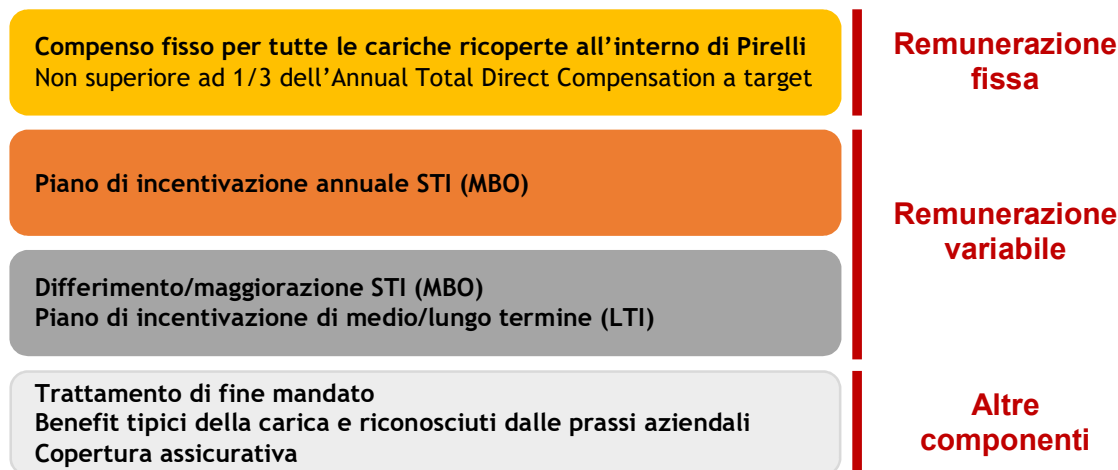 Compenso fisso per tutte le cariche ricoperte all’interno di Pirelli
Non superiore ad 1/3 dell’Annual Total Direct Compensation a target
Remunerazione
fissa
Piano di incentivazione annuale STI (MBO)
Differimento/maggiorazione STI (MBO)
Piano di incentivazione di medio/lungo termine (LTI)
Remunerazione
variabile
Trattamento di fine mandato
Benefit tipici della carica e riconosciuti dalle prassi aziendali
Copertura assicurativa
Altre
componenti